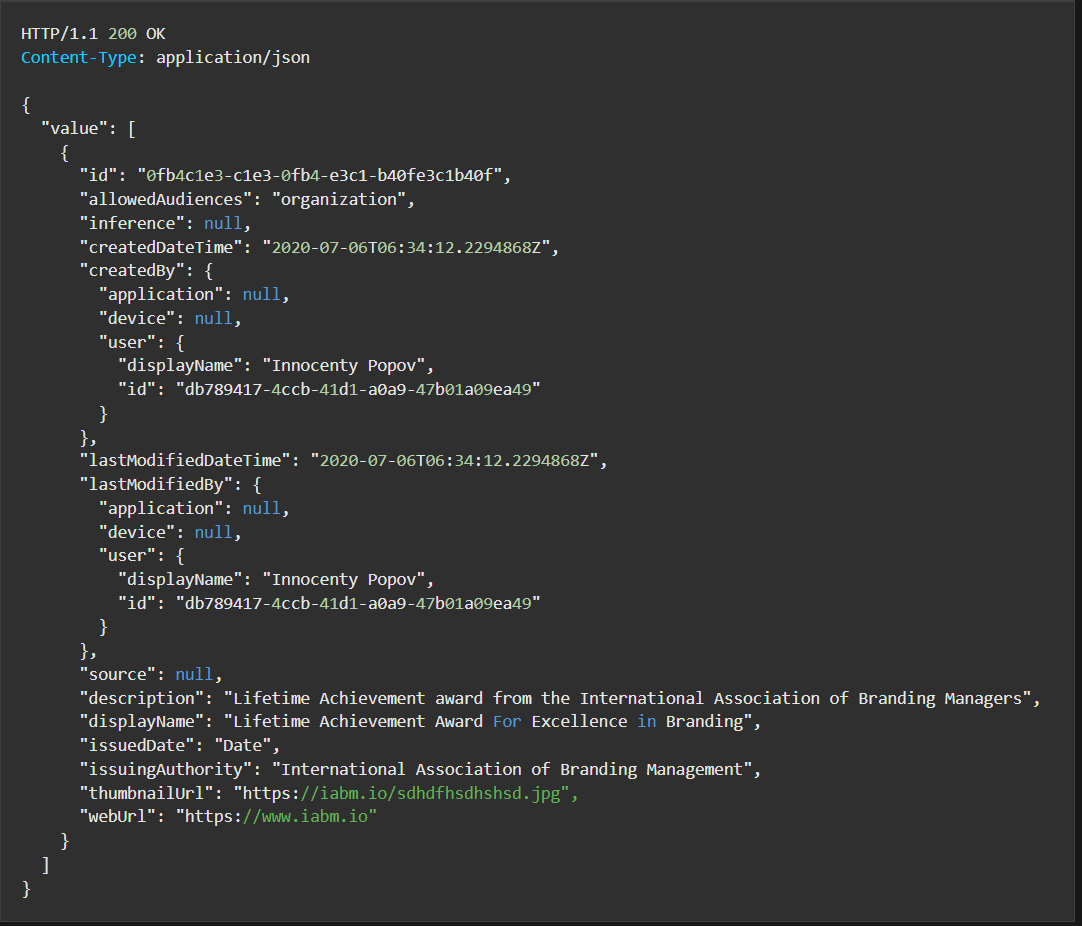 HTTP/1.1 200 OK
Content-Type: application/json

{
  "value": [
    {
      "id": "0fb4c1e3-c1e3-0fb4-e3c1-b40fe3c1b40f",
      "allowedAudiences": "organization",
      "inference": null,
      "createdDateTime": "2020-07-06T06:34:12.2294868Z",
      "createdBy": {
        "application": null,
        "device": null,
        "user": {
          "displayName": "Innocenty Popov",
          "id": "db789417-4ccb-41d1-a0a9-47b01a09ea49"
        }
      },
      "lastModifiedDateTime": "2020-07-06T06:34:12.2294868Z",
      "lastModifiedBy": {
        "application": null,
        "device": null,
        "user": {
          "displayName": "Innocenty Popov",
          "id": "db789417-4ccb-41d1-a0a9-47b01a09ea49"
        }
      },
      "source": null,
      "description": "Lifetime Achievement award from the International Association of Branding Managers",
      "displayName": "Lifetime Achievement Award For Excellence in Branding",
      "issuedDate": "Date",
      "issuingAuthority": "International Association of Branding Management",
      "thumbnailUrl": "https://iabm.io/sdhdfhsdhshsd.jpg",
      "webUrl": "https://www.iabm.io"
    }
  ]
}